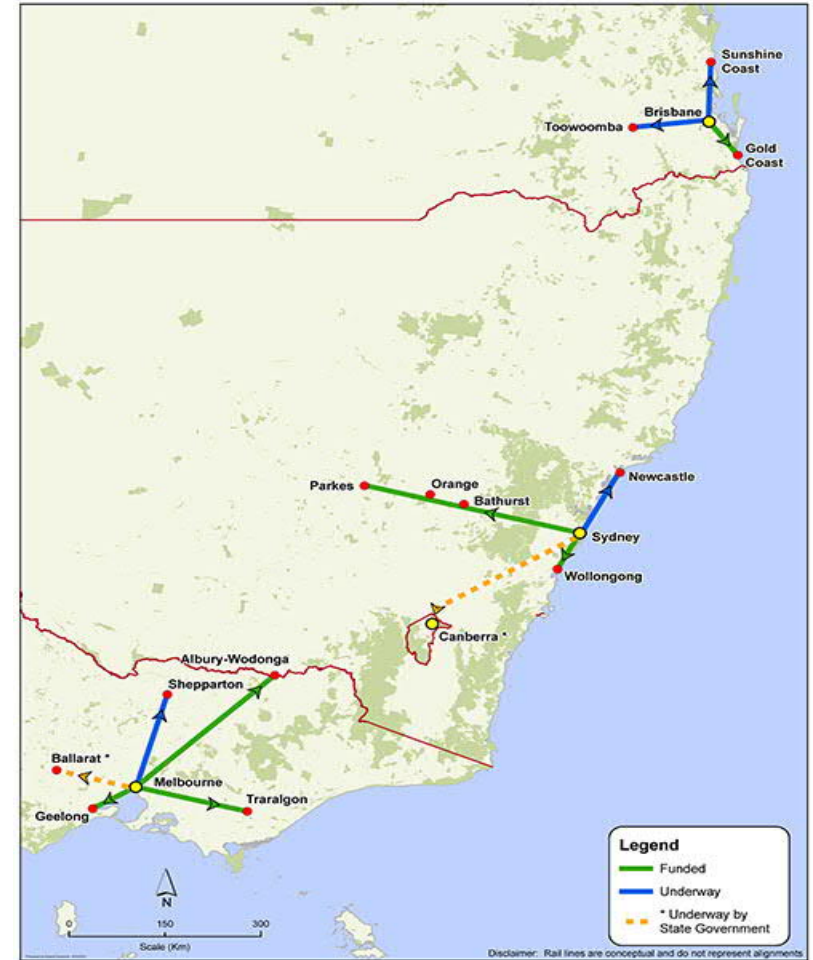 Sunshine
Coast
Brisbane
Toowoomba
Gold
Coast
Newcastle
Parkes
Orange
Bathurst
Sydney
Wollongong
Canberra *
Albury-Wodonga
Shepparton
Ballarat *
Melbourne
Traralgon
Geelong
N
0 150 300
Scale (Km)
Legend
Funded
Underway
* Underway by
State Government
Disclaimer: Rail lines are conceptual and do not represent alignments